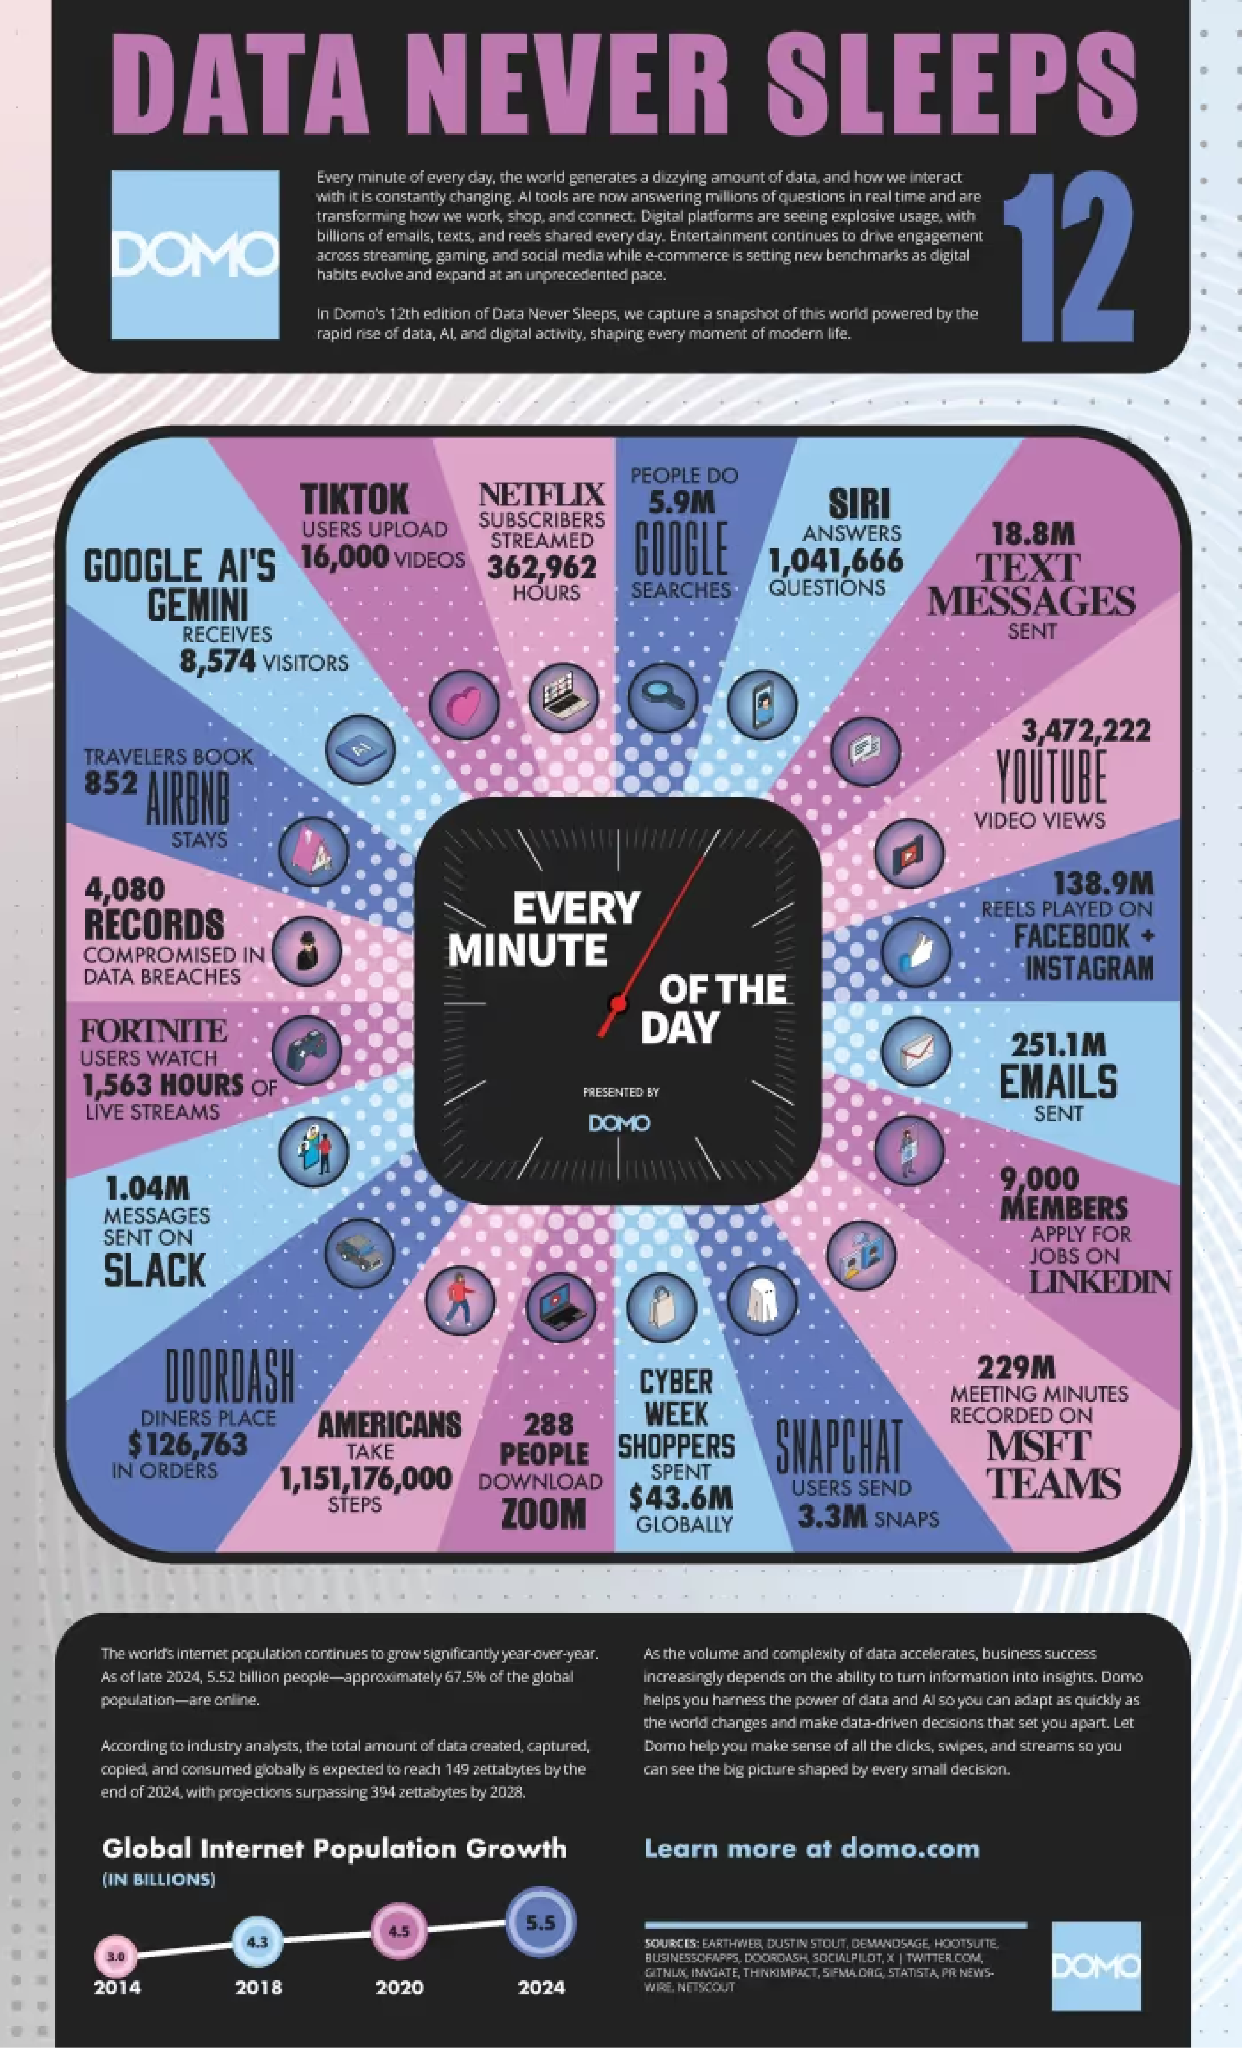 DATA NEVER SLEEPS
12
DOMO
Every minute of every day, the world generates a dizzying amount of data, and how we interact
with it is constantly changing. AI tools are now answering millions of questions in real time and are
transforming how we work, shop, and connect. Digital platforms are seeing explosive usage, with
billions of emails, texts, and reels shared every day. Entertainment continues to drive engagement
across streaming, gaming, and social media while e-commerce is setting new benchmarks as digital
habits evolve and expand at an unprecedented pace.
In Domo's 12th edition of Data Never Sleeps, we capture a snapshot of this world powered by the
rapid rise of data, AI, and digital activity, shaping every moment of modern life.
PEOPLE DO
5.9M
GOOGLE
SEARCHES
SIRI
ANSWERS
1,041,666
QUESTIONS
18.8M
TEXT
MESSAGES
SENT
3,472,222
YOUTUBE
VIDEO VIEWS
138.9M
REELS PLAYED ON
FACEBOOK +
INSTAGRAM
251.1M
EMAILS
SENT
9,000
MEMBERS
APPLY FOR
JOBS ON
LINKEDIN
229M
MEETING MINUTES
RECORDED ON
MSFT
TEAMS
SNAPCHAT
USERS SEND
3.3M SNAPS
CYBER
WEEK
SHOPPERS
SPENT
$43.6M
GLOBALLY
288
PEOPLE
DOWNLOAD
ZOOM
AMERICANS
TAKE
1,151,176,000
STEPS
DOORDASH
DINERS PLACE
$126,763
IN ORDERS
1.04M
MESSAGES
SENT ON
SLACK
FORTNITE
USERS WATCH
1,563 HOURS OF
LIVE STREAMS
4,080
RECORDS
COMPROMISED IN
DATA BREACHES
TRAVELERS BOOK
852 AIRBNB
STAYS
GOOGLE AI'S
GEMINI
RECEIVES
8,574 VISITORS
AI
TIKTOK
USERS UPLOAD
16,000 VIDEOS
NETFLIX
SUBSCRIBERS
STREAMED
362,962
HOURS
EVERY
MINUTE
OF THE
DAY
PRESENTED BY
DOMO
The world's internet population continues to grow significantly year-over-year.
As of late 2024, 5.52 billion people—approximately 67.5% of the global
population—are online.
According to industry analysts, the total amount of data created, captured,
copied, and consumed globally is expected to reach 149 zettabytes by the
end of 2024, with projections surpassing 394 zettabytes by 2028.
Global Internet Population Growth
(IN BILLIONS)
3.0
4.3
4.5
5.5
2014
2018
2020
2024
As the volume and complexity of data accelerates, business success
increasingly depends on the ability to turn information into insights. Domo
helps you harness the power of data and AI so you can adapt as quickly as
the world changes and make data-driven decisions that set you apart. Let
Domo help you make sense of all the clicks, swipes, and streams so you
can see the big picture shaped by every small decision.
Learn more at domo.com
SOURCES: EARTHWEB, DUSTIN STOUT, DEMANDSAGE, HOOTSUITE,
BUSINESSOFAPPS, DOORDASH, SOCIALPILOT, X | TWITTER.COM,
GITNUX, INVGATE, THINKIMPACT, SIFMA.ORG, STATISTA, PR NEWS-
WIRE, NETSCOUT
DOMO